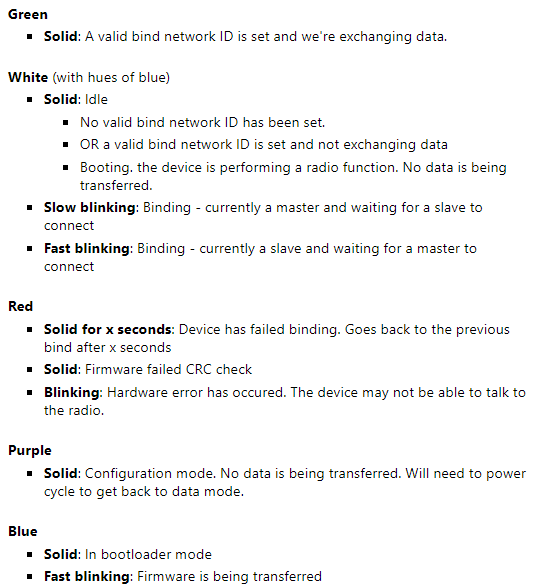 Green
▪ Solid: A valid bind network ID is set and we're exchanging data.
White (with hues of blue)
▪ Solid: Idle
▪ No valid bind network ID has been set.
▪ OR a valid bind network ID is set and not exchanging data
▪ Booting. the device is performing a radio function. No data is being
transferred.
▪ Slow blinking: Binding - currently a master and waiting for a slave to
connect
▪ Fast blinking: Binding - currently a slave and waiting for a master to
connect
Red
▪ Solid for x seconds: Device has failed binding. Goes back to the previous
bind after x seconds
▪ Solid: Firmware failed CRC check
▪ Blinking: Hardware error has occured. The device may not be able to talk to
the radio.
Purple
▪ Solid: Configuration mode. No data is being transferred. Will need to power
cycle to get back to data mode.
Blue
▪ Solid: In bootloader mode
▪ Fast blinking: Firmware is being transferred